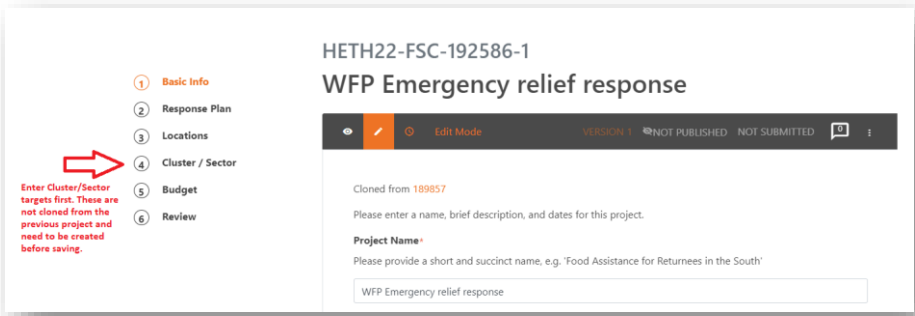 HETH22-FSC-192586-1
WFP Emergency relief response
1 Basic Info
2 Response Plan
3 Locations
4 Cluster / Sector
5 Budget
6 Review
Enter Cluster/Sector
targets first. These are
not cloned from the
previous project and
need to be created
before saving.
Edit Mode
VERSION 1 NOT PUBLISHED NOT SUBMITTED 0
Cloned from 189857
Please enter a name, brief description, and dates for this project.
Project Name*
Please provide a short and succinct name, e.g. 'Food Assistance for Returnees in the South'
WFP Emergency relief response